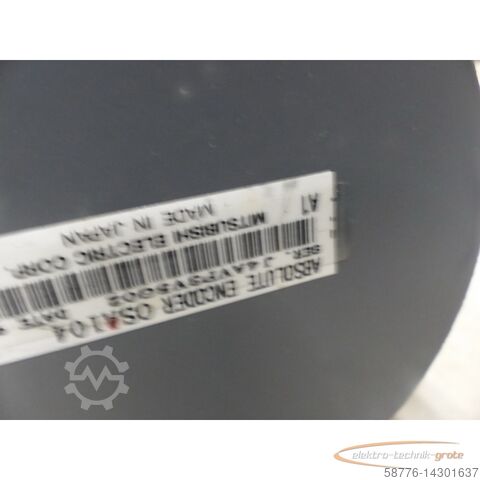 ABSOLUTE ENCODER OSA104
SER. DATE
MITSUBISHI ELECTRIC CORP.
MADE IN JAPAN
A1
elektro-technik-grote
58776-14301637